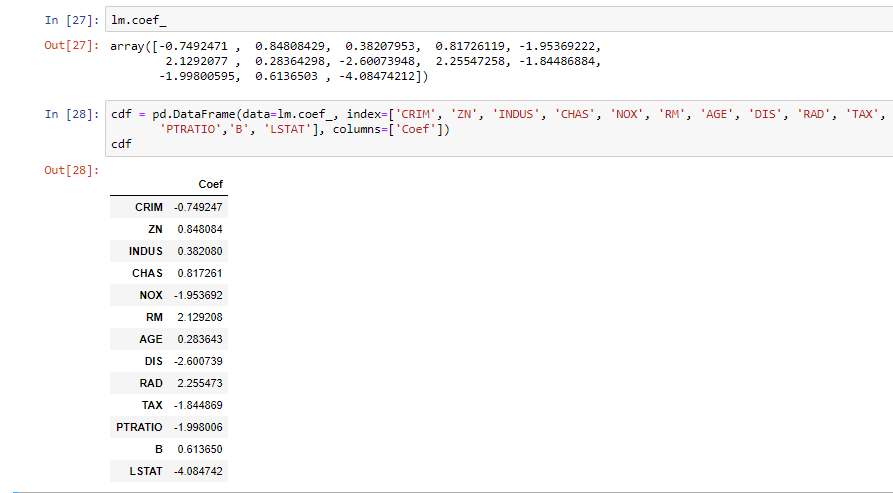 In [27]: lm.coef_
Out[27]: array([-0.7492471 ,  0.84808429,  0.38207953,  0.81726119, -1.95369222,
2.1292077 ,  0.28364298, -2.60073948,  2.25547258, -1.84486884,
-1.99800595,  0.6136503 , -4.08474212])
In [28]: cdf = pd.DataFrame(data=lm.coef_, index=['CRIM', 'ZN', 'INDUS', 'CHAS', 'NOX', 'RM', 'AGE', 'DIS', 'RAD', 'TAX',
'PTRATIO','B', 'LSTAT'], columns=['Coef'])
cdf
Out[28]:
Coef
CRIM -0.749247
ZN 0.848084
INDUS 0.382080
CHAS 0.817261
NOX -1.953692
RM 2.129208
AGE 0.283643
DIS -2.600739
RAD 2.255473
TAX -1.844869
PTRATIO -1.998006
B 0.613650
LSTAT -4.084742